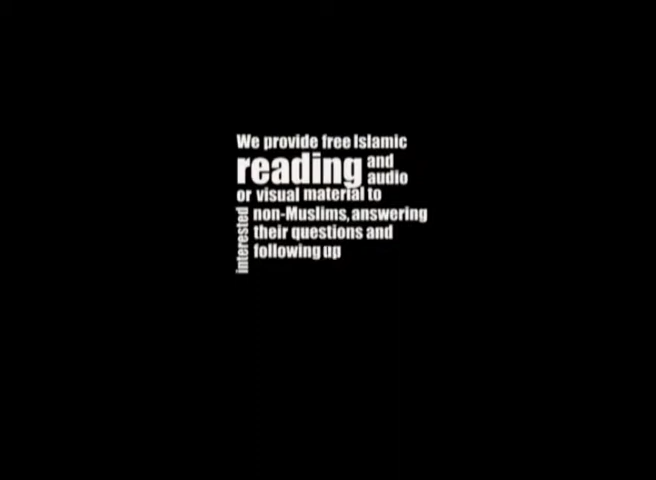 We provide free Islamic
reading and audio
or visual material to
interested
non-Muslims, answering
their questions and
following up